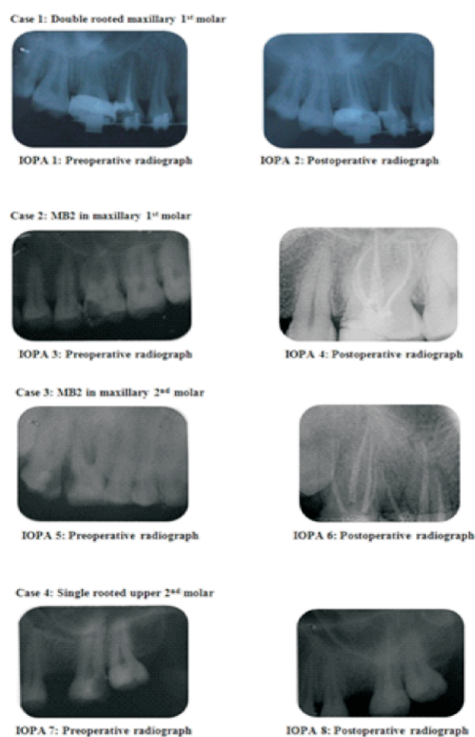 Case 1: Double rooted maxillary 1st molar
IOPA 1: Preoperative radiograph
IOPA 2: Postoperative radiograph
Case 2: MB2 in maxillary 1st molar
IOPA 3: Preoperative radiograph
IOPA 4: Postoperative radiograph
Case 3: MB2 in maxillary 2nd molar
IOPA 5: Preoperative radiograph
IOPA 6: Postoperative radiograph
Case 4: Single rooted upper 2nd molar
IOPA 7: Preoperative radiograph
IOPA 8: Postoperative radiograph